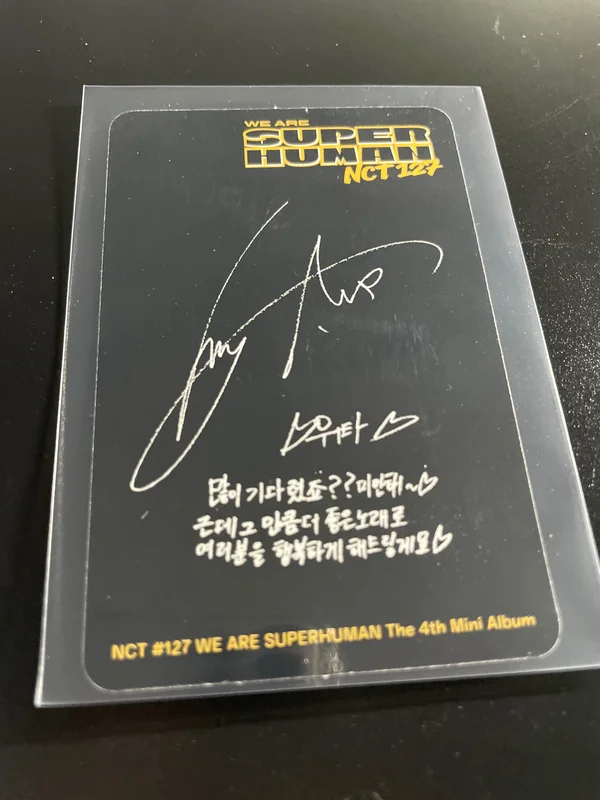 WE ARE
SUPER
HUMAN
NCT 127
♡유타♡
많이 기다렸죠??미안해~♡
근데 그 만큼 더 좋은 노래로
여러분을 행복하게 해드릴게요♡
NCT #127 WE ARE SUPERHUMAN The 4th Mini Album